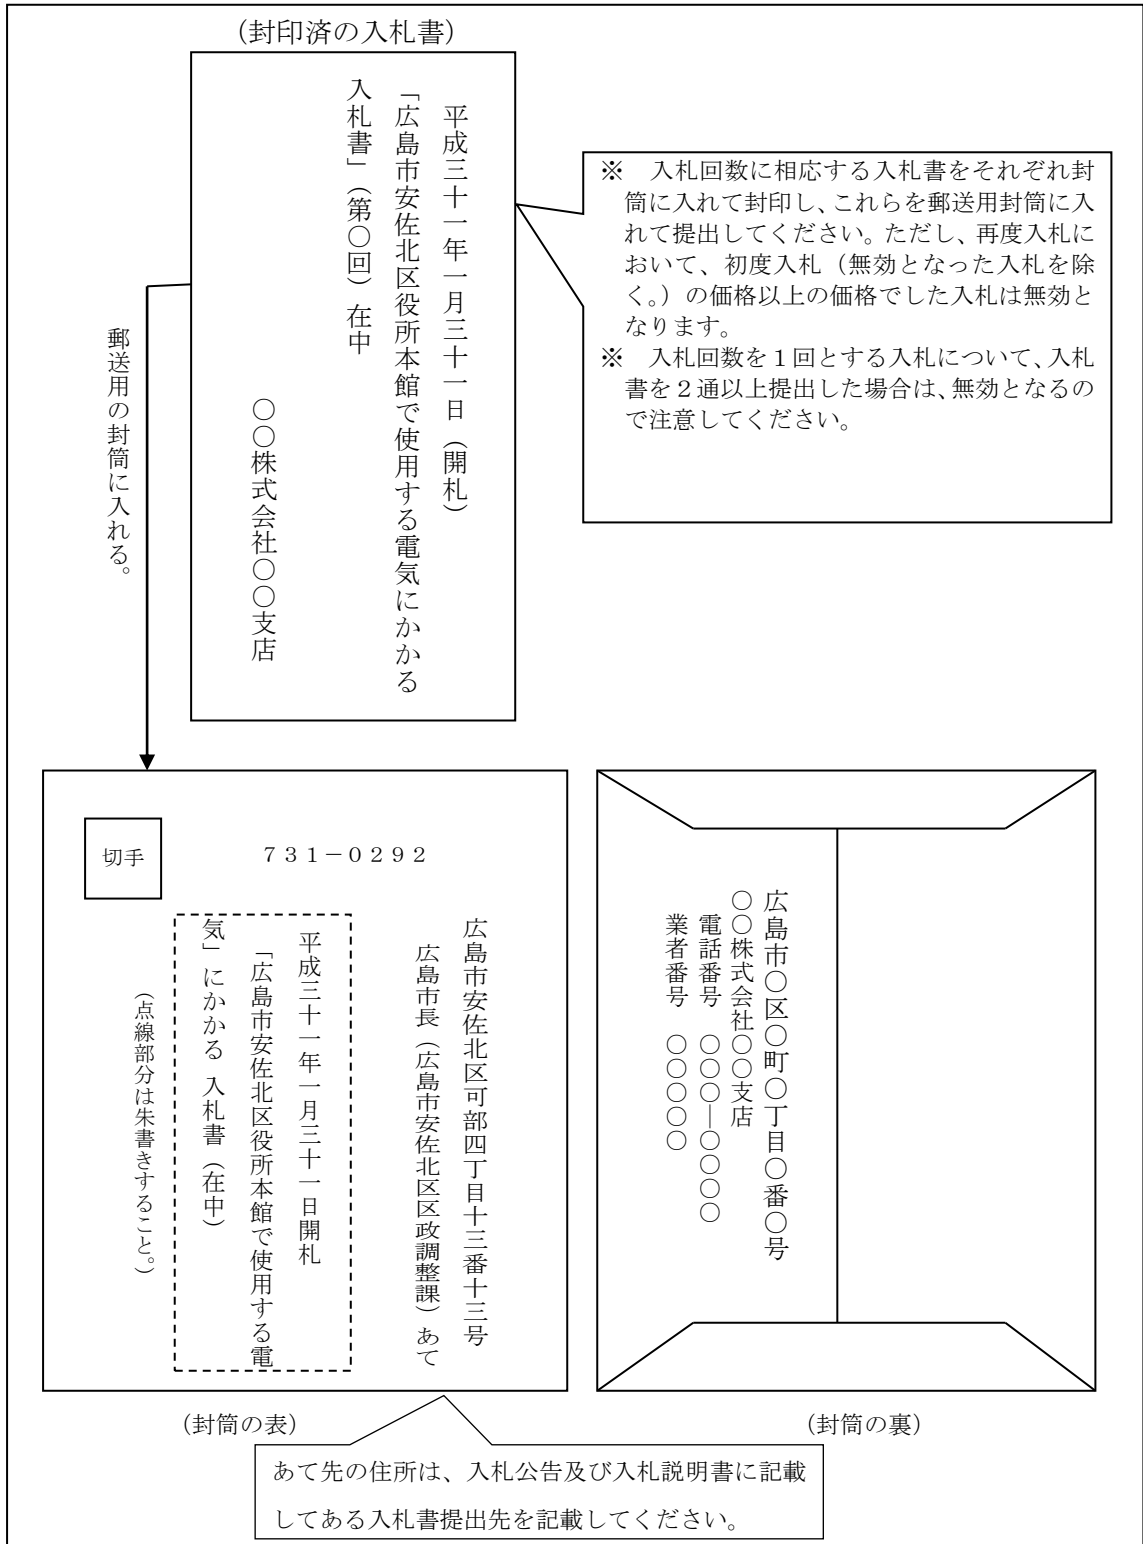 (封印済の入札書)
平成三十一年一月三十一日（開札）
「広島市安佐北区役所本館で使用する電気にかかる
入札書」（第○回）在中
○○株式会社○○支店
※　入札回数に相応する入札書をそれぞれ封
筒に入れて封印し、これらを郵送用封筒に入
れて提出してください。ただし、再度入札に
おいて、初度入札（無効となった入札を除
く。）の価格以上の価格でした入札は無効と
なります。
※　入札回数を１回とする入札について、入札
書を２通以上提出した場合は、無効となるの
で注意してください。
郵送用の封筒に入れる。
切手
７３１－０２９２
広島市安佐北区可部四丁目十三番十三号
広島市長（広島市安佐北区区政調整課）あて
平成三十一年一月三十一日開札
「広島市安佐北区役所本館で使用する電
気」にかかる 入札書（在中）
（点線部分は朱書きすること。）
(封筒の表)
広島市○区○町○丁目○番○号
○○株式会社○○支店
電話番号　○○○―○○○○
業者番号　○○○○○
(封筒の裏)
あて先の住所は、入札公告及び入札説明書に記載
してある入札書提出先を記載してください。